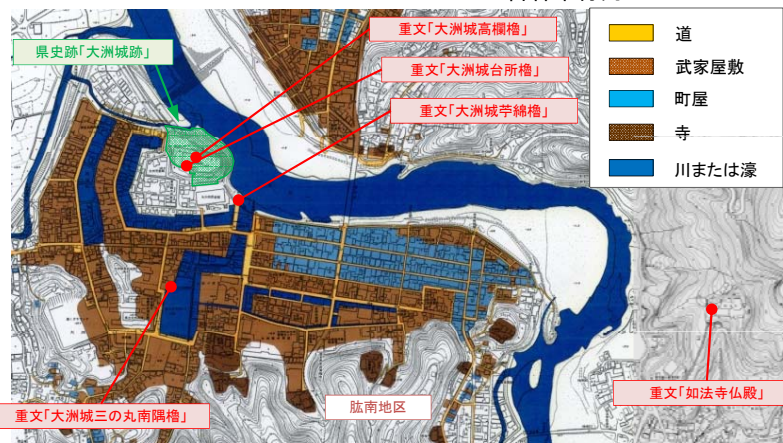 重文「大洲城高欄櫓」
県史跡「大洲城跡」
重文「大洲城台所櫓」
重文「大洲城苧綿櫓」
道
武家屋敷
町屋
寺
川または濠
重文「大洲城三の丸南隅櫓」
肱南地区
重文「如法寺仏殿」